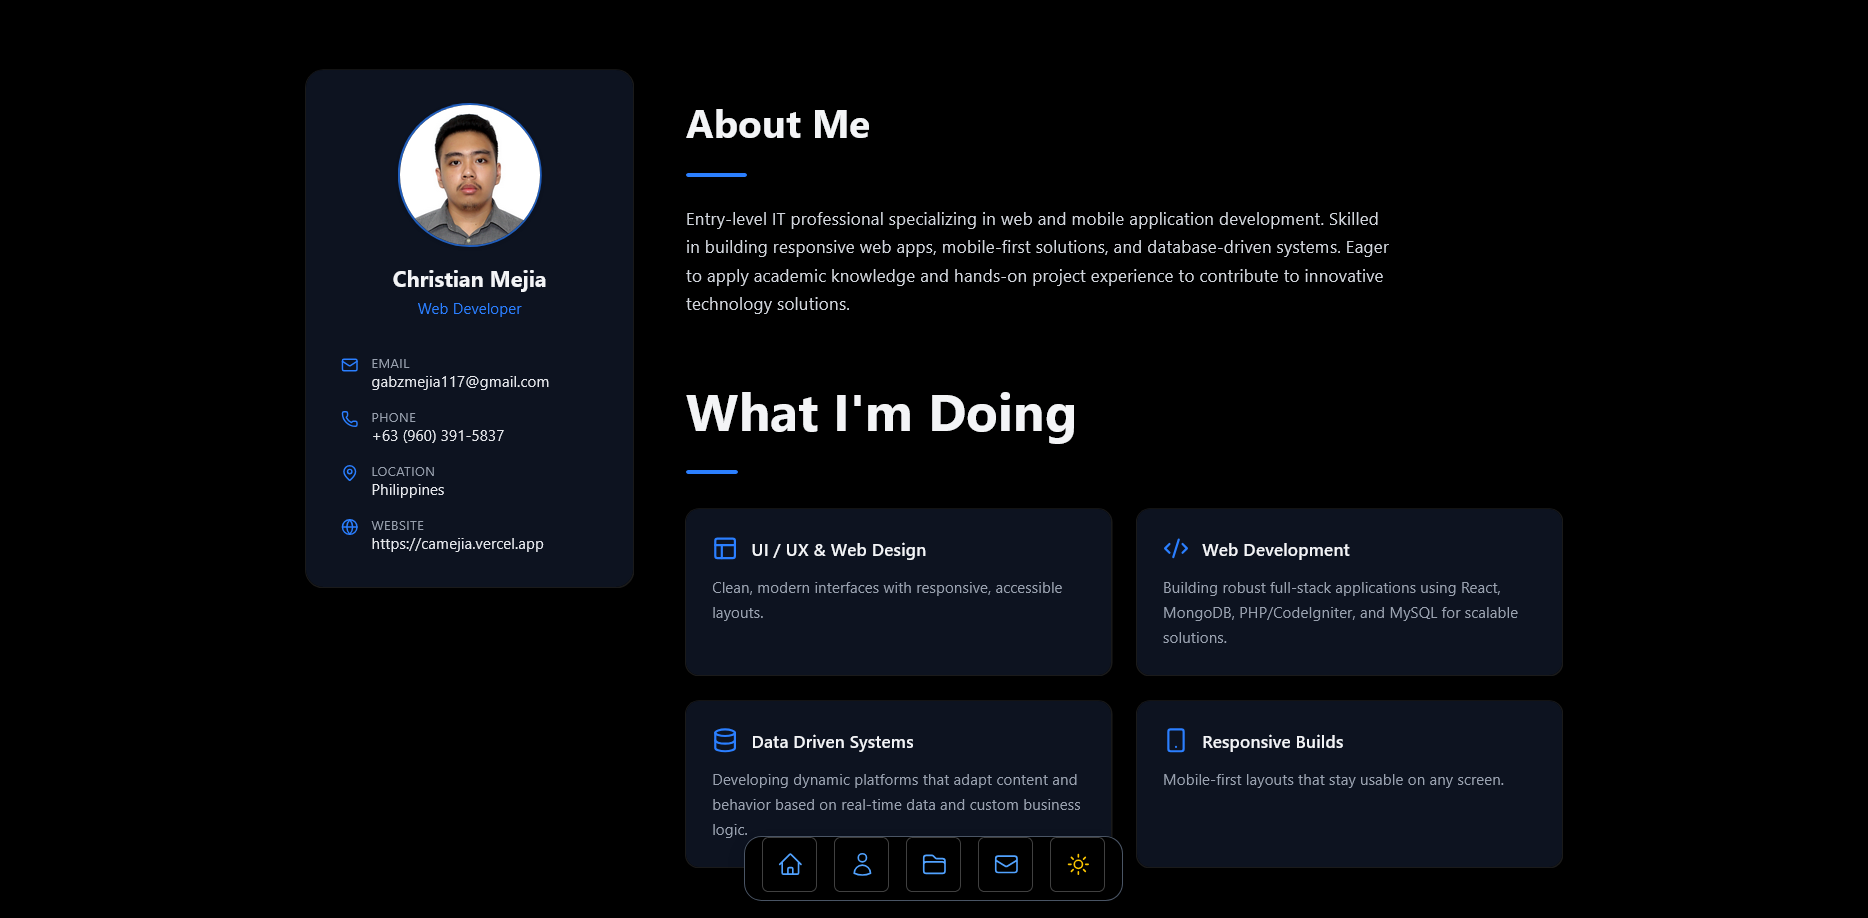 Christian Mejia
Web Developer
EMAIL
gabzmejia117@gmail.com
PHONE
+63 (960) 391-5837
LOCATION
Philippines
WEBSITE
https://camejia.vercel.app
About Me
Entry-level IT professional specializing in web and mobile application development. Skilled
in building responsive web apps, mobile-first solutions, and database-driven systems. Eager
to apply academic knowledge and hands-on project experience to contribute to innovative
technology solutions.
What I'm Doing
UI / UX & Web Design
Clean, modern interfaces with responsive, accessible
layouts.
Web Development
Building robust full-stack applications using React,
MongoDB, PHP/CodeIgniter, and MySQL for scalable
solutions.
Data Driven Systems
Developing dynamic platforms that adapt content and
behavior based on real-time data and custom business
logic.
Responsive Builds
Mobile-first layouts that stay usable on any screen.